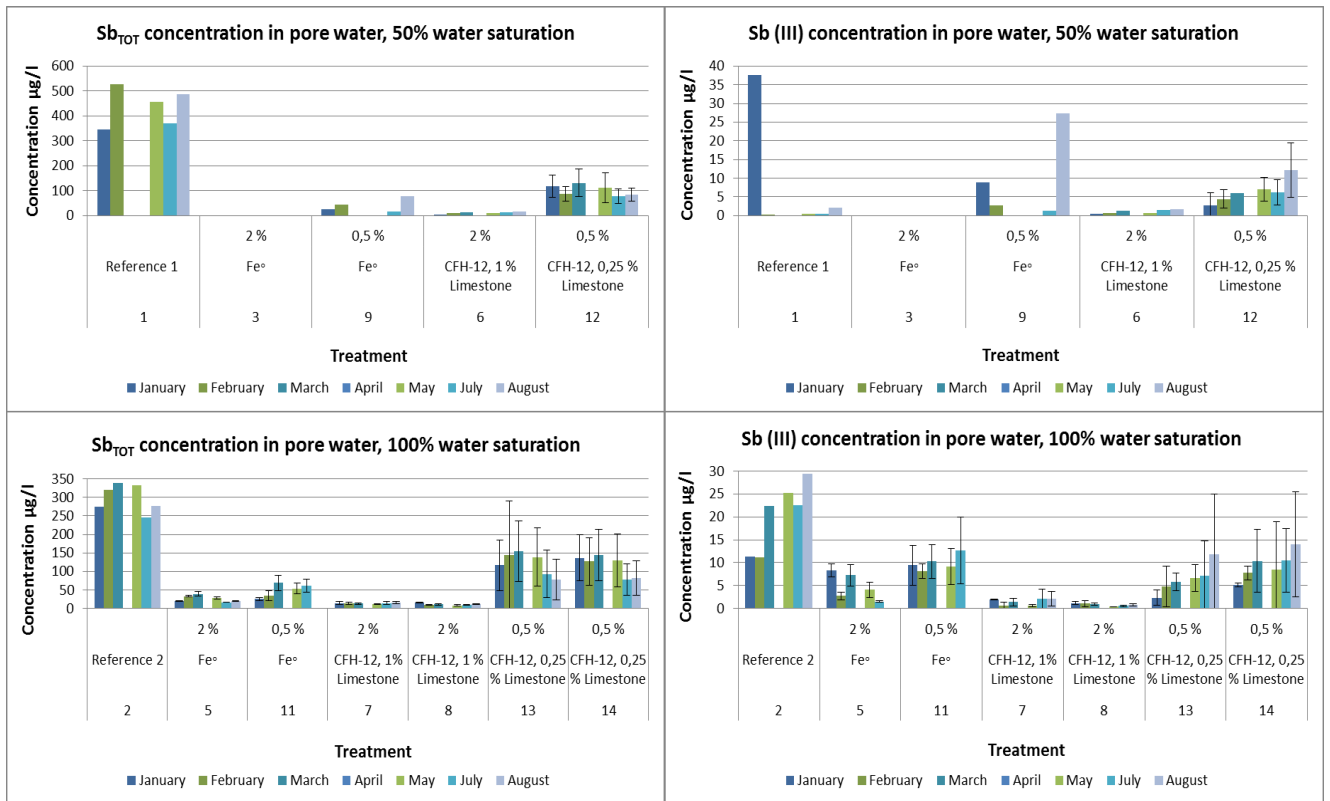 Sb_TOT concentration in pore water, 50% water saturation
Concentration µg/l
600
500
400
300
200
100
0
2 % 0,5 % 2% 0,5 %
Reference 1 Fe° Fe° CFH-12, 1 % Limestone CFH-12, 0,25 % Limestone
1 3 9 6 12
Treatment
January February March April May July August
Sb (III) concentration in pore water, 50% water saturation
Concentration µg/l
40
35
30
25
20
15
10
5
0
2 % 0,5 % 2% 0,5 %
Reference 1 Fe° Fe° CFH-12, 1 % Limestone CFH-12, 0,25 % Limestone
1 3 9 6 12
Treatment
January February March April May July August
Sb_TOT concentration in pore water, 100% water saturation
Concentration µg/l
350
300
250
200
150
100
50
0
2 % 0,5 % 2 % 2 % 0,5 % 0,5 %
Reference 2 Fe° Fe° CFH-12, 1% Limestone CFH-12, 1 % Limestone CFH-12, 0,25 % Limestone CFH-12, 0,25 % Limestone
2 5 11 7 8 13 14
Treatment
January February March April May July August
Sb (III) concentration in pore water, 100% water saturation
Concentration µg/l
30
25
20
15
10
5
0
2 % 0,5 % 2 % 2 % 0,5 % 0,5 %
Reference 2 Fe° Fe° CFH-12, 1% Limestone CFH-12, 1 % Limestone CFH-12, 0,25 % Limestone CFH-12, 0,25 % Limestone
2 5 11 7 8 13 14
Treatment
January February March April May July August